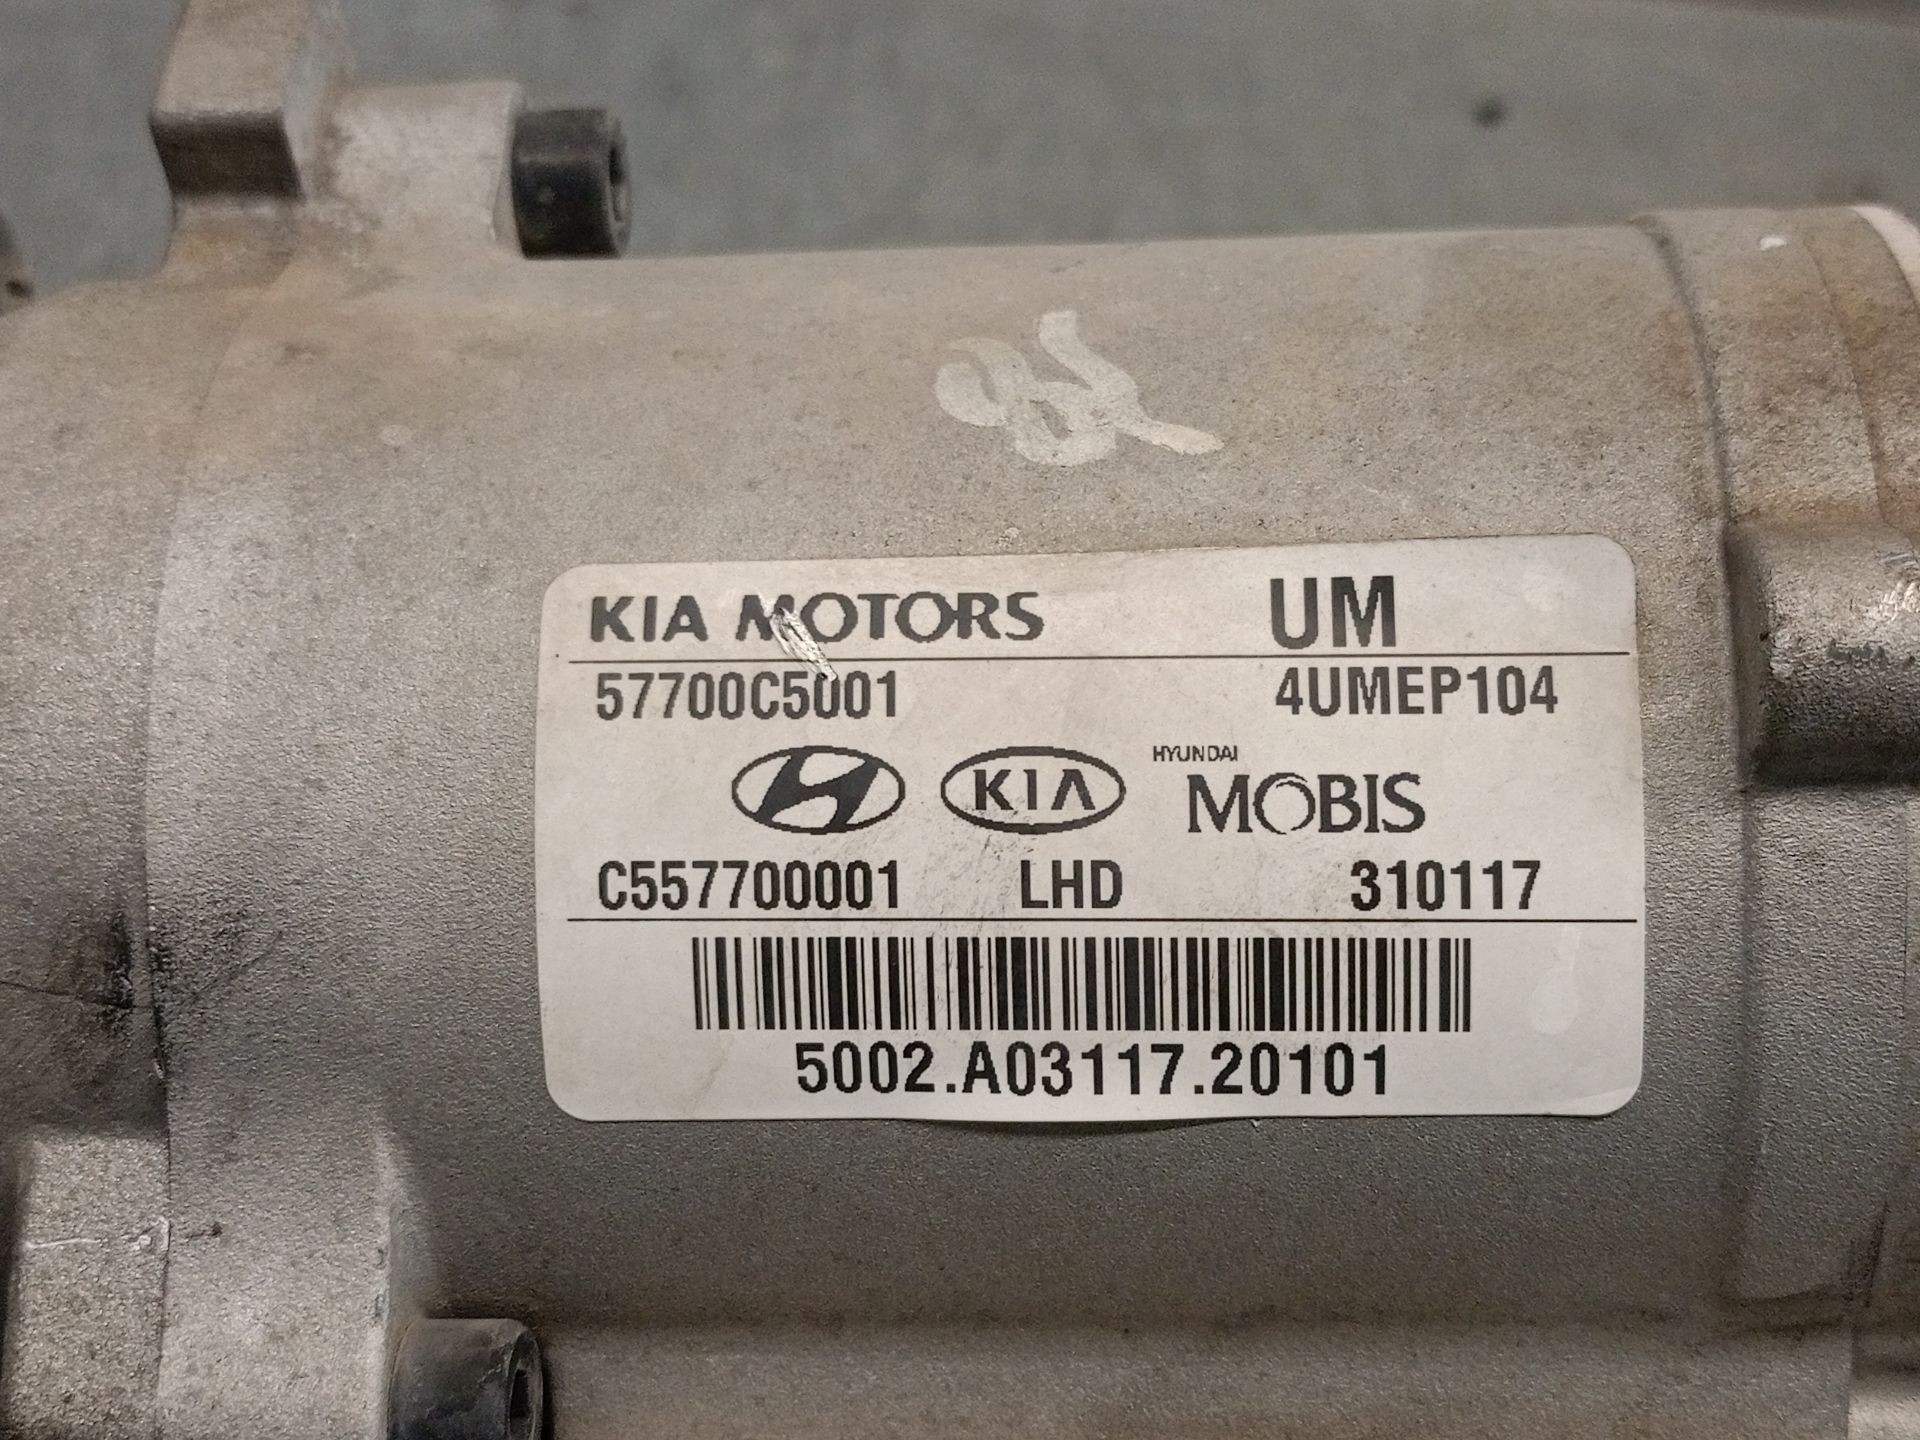 KIA MOTORS UM
57700C5001 4UMEP104
KIA HYUNDAI MOBIS
C557700001 LHD 310117
5002.A03117.20101